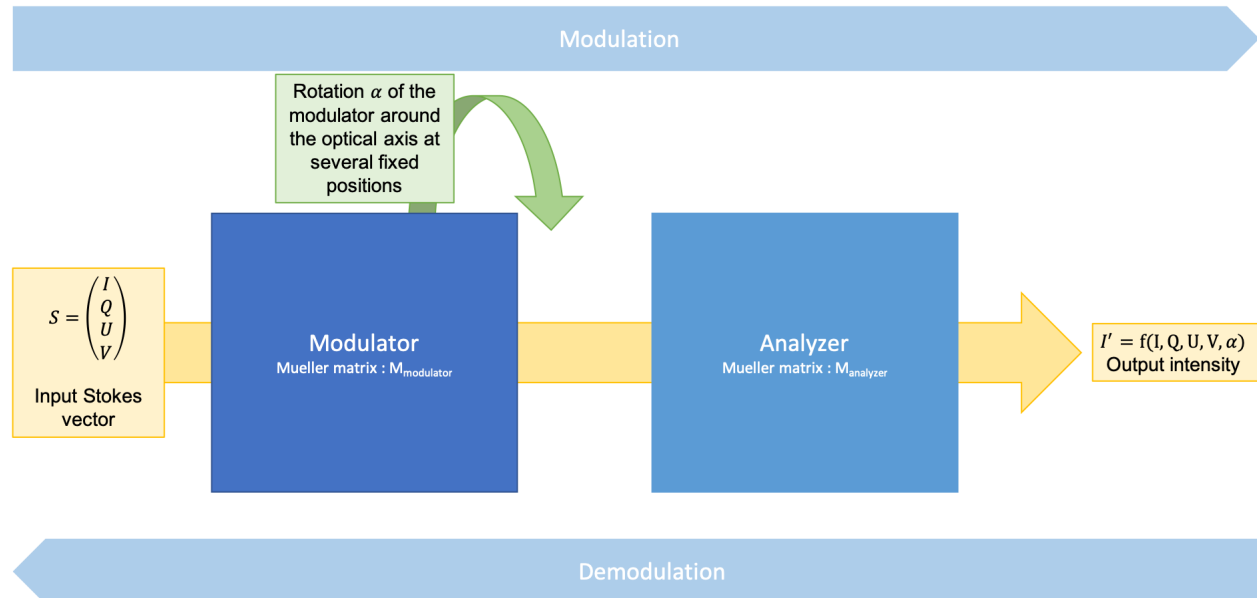 Modulation
Rotation α of the
modulator around
the optical axis at
several fixed
positions
S = (I
Q
U
V)
Input Stokes
vector
Modulator
Mueller matrix : Mmodulator
Analyzer
Mueller matrix : Manalyzer
I′ = f(I, Q, U, V, α)
Output intensity
Demodulation